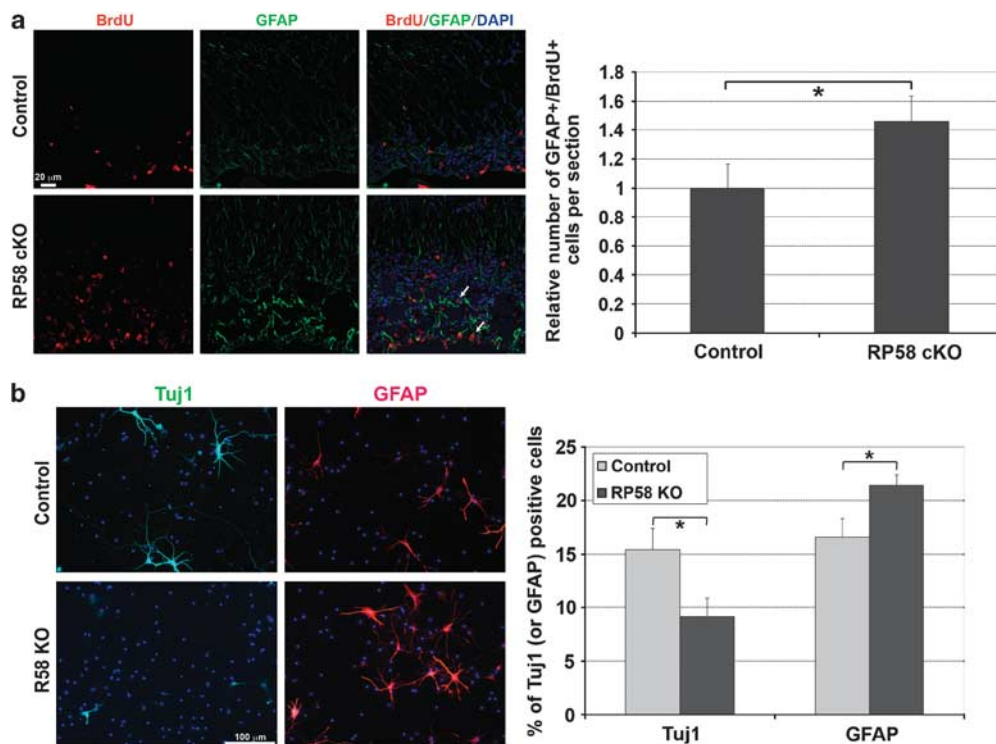 a
BrdU
GFAP
BrdU/GFAP/DAPI
Control
20 μm
RP58 cKO
Relative number of GFAP+/BrdU+
cells per section
1.8
1.6
1.4
1.2
1
0.8
0.6
0.4
0.2
0
*
Control
RP58 cKO
b
Tuj1
GFAP
Control
R58 KO
100 μm
% of Tuj1 (or GFAP) positive cells
25
20
15
10
5
0
Control
RP58 KO
*
*
Tuj1
GFAP